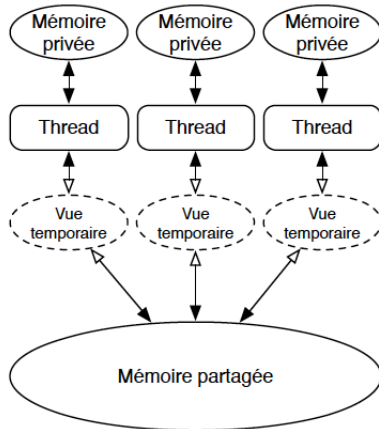 Mémoire
privée
Mémoire
privée
Mémoire
privée
Thread
Thread
Thread
Vue
temporaire
Vue
temporaire
Vue
temporaire
Mémoire partagée